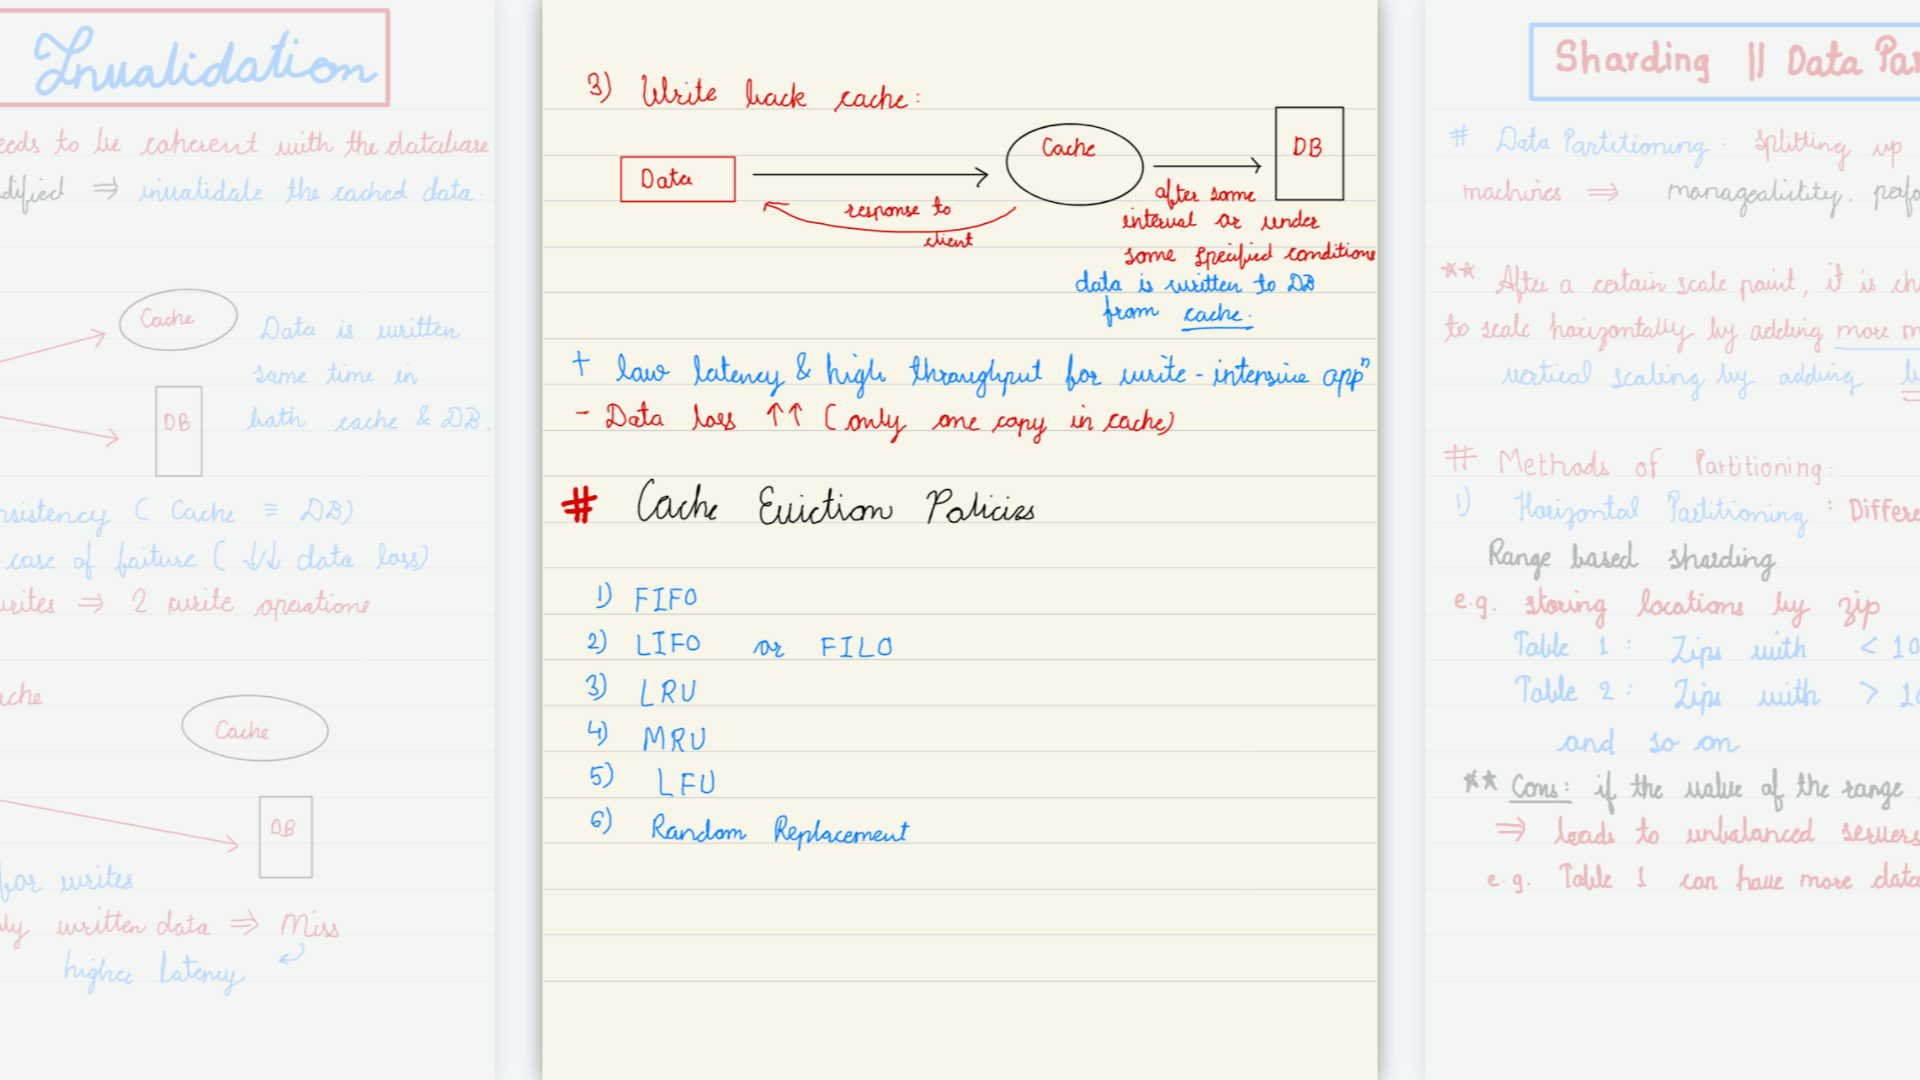 Invalidation
eeds to be coherent with the database
dified ⇒ invalidate the cached data.
Cache
Data is written
same time in
both cache & DB.
DB
nsistency ( Cache ≡ DB)
case of failure ( ↓↓ data loss)
writes ⇒ 2 write operations
ache
Cache
DB
for writes
ly written data ⇒ Miss
higher latency
3) Write back cache:
Data
Cache
DB
response to
client
after some
interval or under
some specified conditions
data is written to DB
from cache.
+ low latency & high throughput for write-intensive appⁿ
- Data loss ↑↑ (only one copy in cache)
# Cache Eviction Policies
1) FIFO
2) LIFO or FILO
3) LRU
4) MRU
5) LFU
6) Random Replacement
Sharding || Data Par
# Data Partitioning: Splitting up
machines ⇒ manageability. perfo
** After a certain scale point, it is ch
to scale horizontally by adding more m
vertical scaling by adding
# Methods of Partitioning:
1) Horizontal Partitioning : Differe
Range based sharding
e.g. storing locations by zip
Table 1: Zips with < 10
Table 2: Zips with > 10
and so on
** Cons: if the value of the range
⇒ leads to unbalanced servers
e.g. Table 1 can have more data